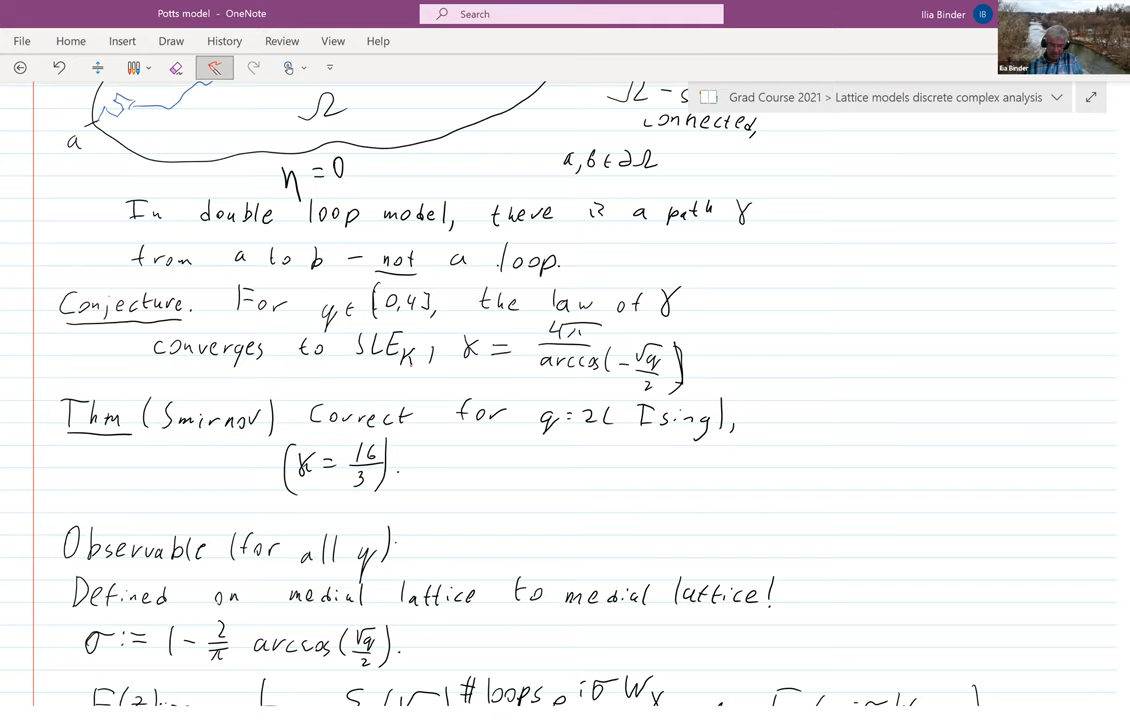 Potts model - OneNote
Search
Ilia Binder
IB
File Home Insert Draw History Review View Help
Ilia Binder
Grad Course 2021 > Lattice models discrete complex analysis
Ω
Ω - s
connected,
a
a, b ∈ ∂Ω
η = 0
In double loop model, there is a path γ
from a to b - not a loop.
Conjecture. For q ∈ [0,4], the law of γ
converges to SLE_κ, κ = 4π / arccos(-√q/2)
Thm (Smirnov) Correct for q=2 (Ising),
(κ = 16/3).
Observable (for all q):
Defined on medial lattice to medial lattice!
σ := 1 - 2/π arccos(√q/2).
#loops e^{iσW_γ}